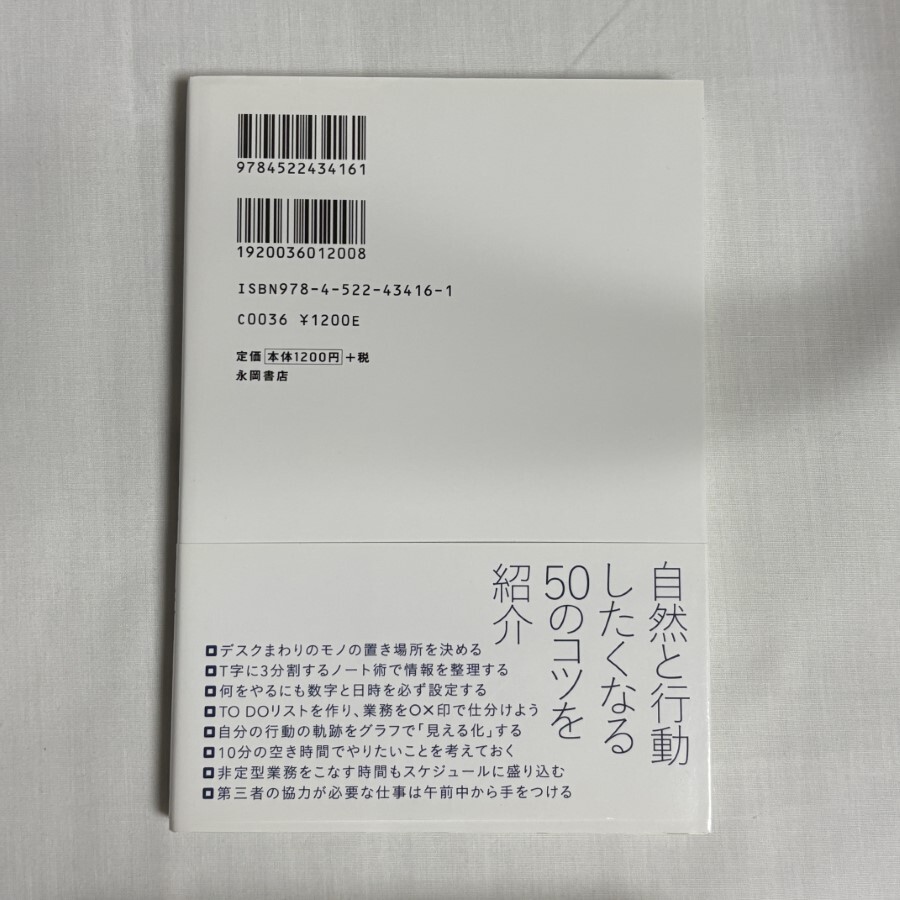 9784522434161
1920036012008
ISBN978-4-522-43416-1
C0036 ¥1200E
定価 本体1200円 +税
永岡書店
自然と行動
したくなる
50のコツを
紹介
デスクまわりのモノの置き場所を決める
T字に3分割するノート術で情報を整理する
何をやるにも数字と日時を必ず設定する
TO DOリストを作り、業務を○×印で仕分けよう
自分の行動の軌跡をグラフで「見える化」する
10分の空き時間でやりたいことを考えておく
非定型業務をこなす時間もスケジュールに盛り込む
第三者の協力が必要な仕事は午前中から手をつける